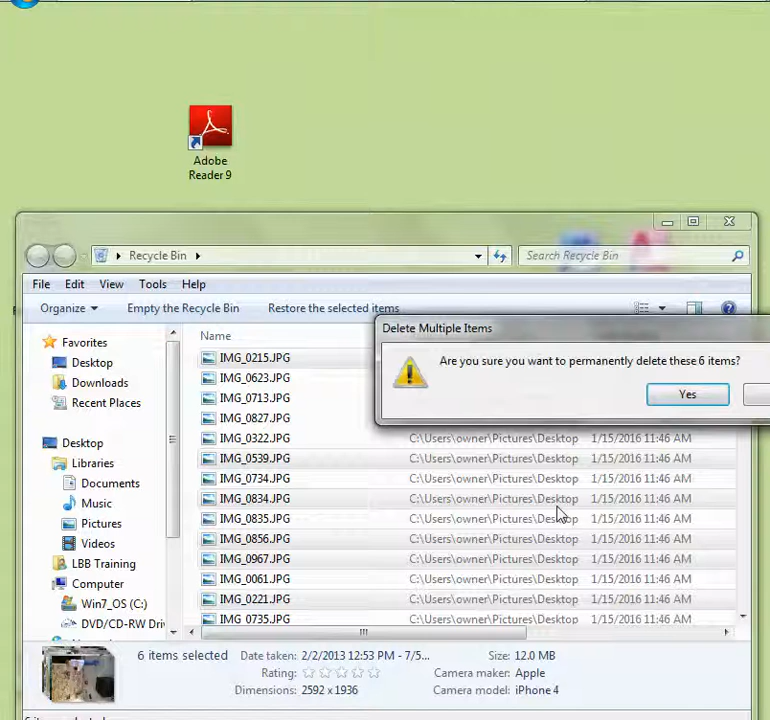 Adobe
Reader 9
Recycle Bin
Search Recycle Bin
File Edit View Tools Help
Organize Empty the Recycle Bin Restore the selected items
Delete Multiple Items
Are you sure you want to permanently delete these 6 items?
Yes
Favorites
Desktop
Downloads
Recent Places
Desktop
Libraries
Documents
Music
Pictures
Videos
LBB Training
Computer
Win7_OS (C:)
DVD/CD-RW Dri
Name
IMG_0215.JPG
IMG_0623.JPG
IMG_0713.JPG
IMG_0827.JPG
IMG_0322.JPG C:\Users\owner\Pictures\Desktop 1/15/2016 11:46 AM
IMG_0539.JPG C:\Users\owner\Pictures\Desktop 1/15/2016 11:46 AM
IMG_0734.JPG C:\Users\owner\Pictures\Desktop 1/15/2016 11:46 AM
IMG_0834.JPG C:\Users\owner\Pictures\Desktop 1/15/2016 11:46 AM
IMG_0835.JPG C:\Users\owner\Pictures\Desktop 1/15/2016 11:46 AM
IMG_0856.JPG C:\Users\owner\Pictures\Desktop 1/15/2016 11:46 AM
IMG_0967.JPG C:\Users\owner\Pictures\Desktop 1/15/2016 11:46 AM
IMG_0061.JPG C:\Users\owner\Pictures\Desktop 1/15/2016 11:46 AM
IMG_0221.JPG C:\Users\owner\Pictures\Desktop 1/15/2016 11:46 AM
IMG_0735.JPG C:\Users\owner\Pictures\Desktop 1/15/2016 11:46 AM
6 items selected Date taken: 2/2/2013 12:53 PM - 7/5... Size: 12.0 MB
Rating: Camera maker: Apple
Dimensions: 2592 x 1936 Camera model: iPhone 4